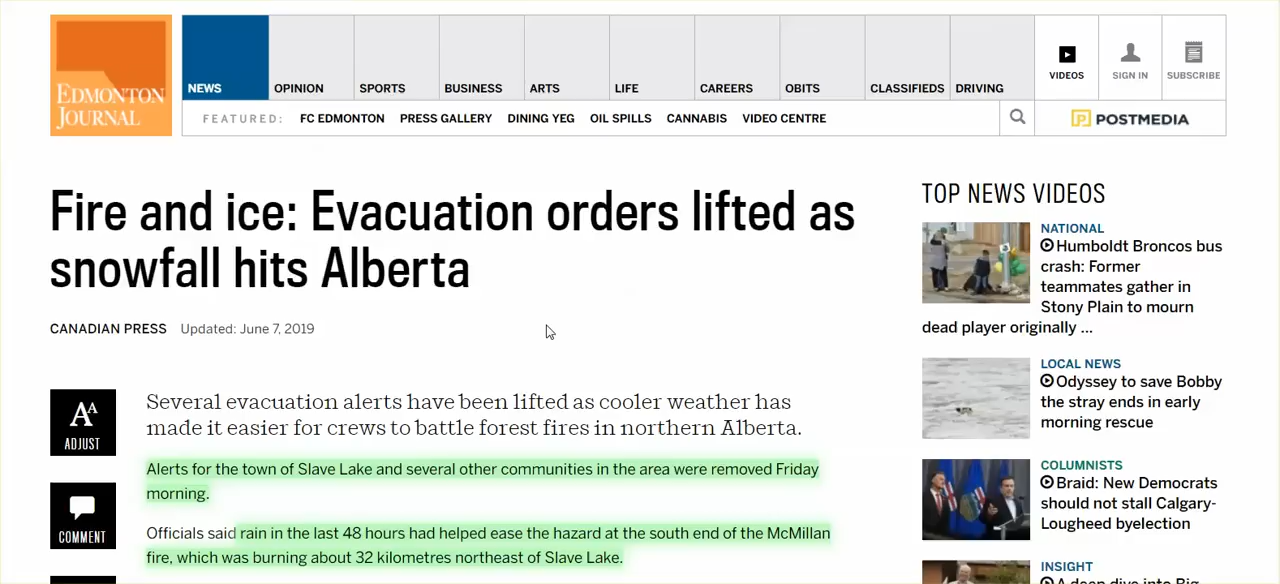 EDMONTON
JOURNAL
NEWS
OPINION
SPORTS
BUSINESS
ARTS
LIFE
CAREERS
OBITS
CLASSIFIEDS
DRIVING
VIDEOS
SIGN IN
SUBSCRIBE
FEATURED:
FC EDMONTON
PRESS GALLERY
DINING YEG
OIL SPILLS
CANNABIS
VIDEO CENTRE
P POSTMEDIA
Fire and ice: Evacuation orders lifted as
snowfall hits Alberta
CANADIAN PRESS Updated: June 7, 2019
AA
ADJUST
COMMENT
Several evacuation alerts have been lifted as cooler weather has
made it easier for crews to battle forest fires in northern Alberta.
Alerts for the town of Slave Lake and several other communities in the area were removed Friday
morning.
Officials said rain in the last 48 hours had helped ease the hazard at the south end of the McMillan
fire, which was burning about 32 kilometres northeast of Slave Lake.
TOP NEWS VIDEOS
NATIONAL
Humboldt Broncos bus
crash: Former
teammates gather in
Stony Plain to mourn
dead player originally ...
LOCAL NEWS
Odyssey to save Bobby
the stray ends in early
morning rescue
COLUMNISTS
Braid: New Democrats
should not stall Calgary-
Lougheed byelection
INSIGHT
A deep dive into Big